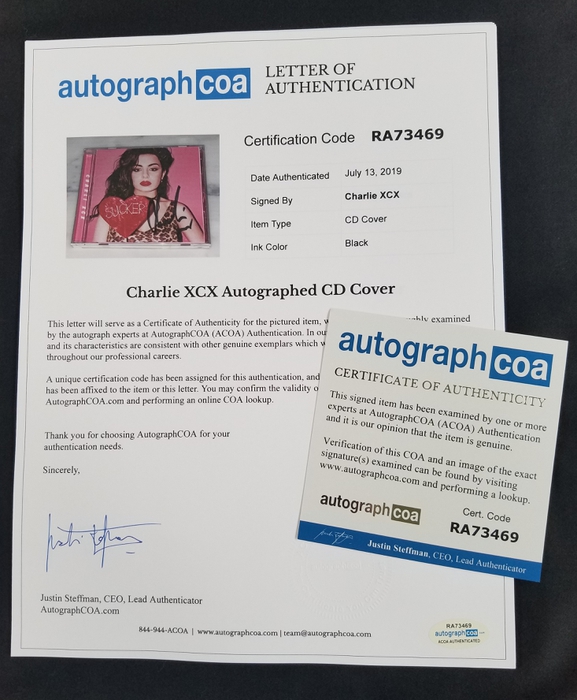 autographcoa
LETTER OF
AUTHENTICATION
Certification Code RA73469
Date Authenticated July 13, 2019
Signed By Charlie XCX
Item Type CD Cover
Ink Color Black
SUCKER
Charlie XCX Autographed CD Cover
This letter will serve as a Certificate of Authenticity for the pictured item, examined
by the autograph experts at AutographCOA (ACOA) Authentication. In
and its characteristics are consistent with other genuine exemplars which
throughout our professional careers.
A unique certification code has been assigned for this authentication, and
has been affixed to the item or this letter. You may confirm the validity o
AutographCOA.com and performing an online COA lookup.
Thank you for choosing AutographCOA for your
authentication needs.
Sincerely,
Justin Steffman, CEO, Lead Authenticator
AutographCOA.com
844-944-ACOA | www.autographcoa.com | team@autographcoa.com
RA73469
autographcoa
ACOA AUTHENTICATED
autographcoa
CERTIFICATE OF AUTHENTICITY
This signed item has been examined by one or more
experts at AutographCOA (ACOA) Authentication
and it is our opinion that the item is genuine.
Verification of this COA and an image of the exact
signature(s) examined can be found by visiting
www.autographcoa.com and performing a lookup.
autographcoa
Cert. Code
RA73469
Justin Steffman, CEO, Lead Authenticator